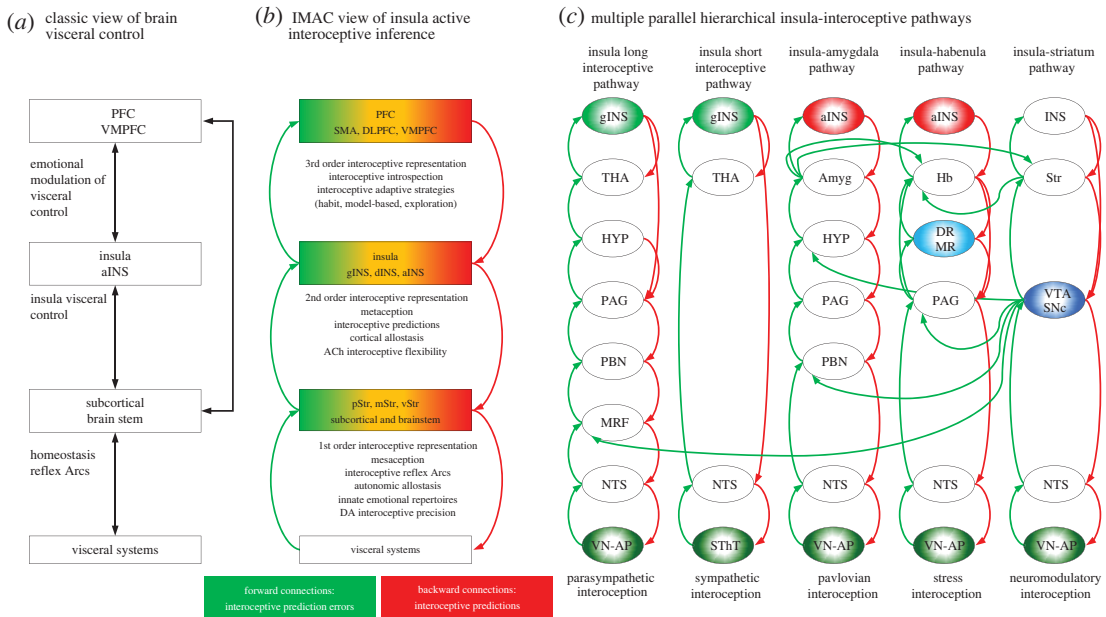 (a) classic view of brain
visceral control
PFC
VMPFC
emotional
modulation of
visceral
control
insula
aINS
insula visceral
control
subcortical
brain stem
homeostasis
reflex Arcs
visceral systems
(b) IMAC view of insula active
interoceptive inference
PFC
SMA, DLPFC, VMPFC
3rd order interoceptive representation
interoceptive introspection
interoceptive adaptive strategies
(habit, model-based, exploration)
insula
gINS, dINS, aINS
2nd order interoceptive representation
metaception
interoceptive predictions
cortical allostasis
ACh interoceptive flexibility
pStr, mStr, vStr
subcortical and brainstem
1st order interoceptive representation
mesaception
interoceptive reflex Arcs
autonomic allostasis
innate emotional repertoires
DA interoceptive precision
visceral systems
forward connections:
interoceptive prediction errors
backward connections:
interoceptive predictions
(c) multiple parallel hierarchical insula-interoceptive pathways
insula long
interoceptive
pathway
gINS
THA
HYP
PAG
PBN
MRF
NTS
VN-AP
parasympathetic
interoception
insula short
interoceptive
pathway
gINS
THA
NTS
SThT
sympathetic
interoception
insula-amygdala
pathway
aINS
Amyg
HYP
PAG
PBN
NTS
VN-AP
pavlovian
interoception
insula-habenula
pathway
aINS
Hb
DR
MR
PAG
NTS
VN-AP
stress
interoception
insula-striatum
pathway
INS
Str
VTA
SNc
NTS
VN-AP
neuromodulatory
interoception